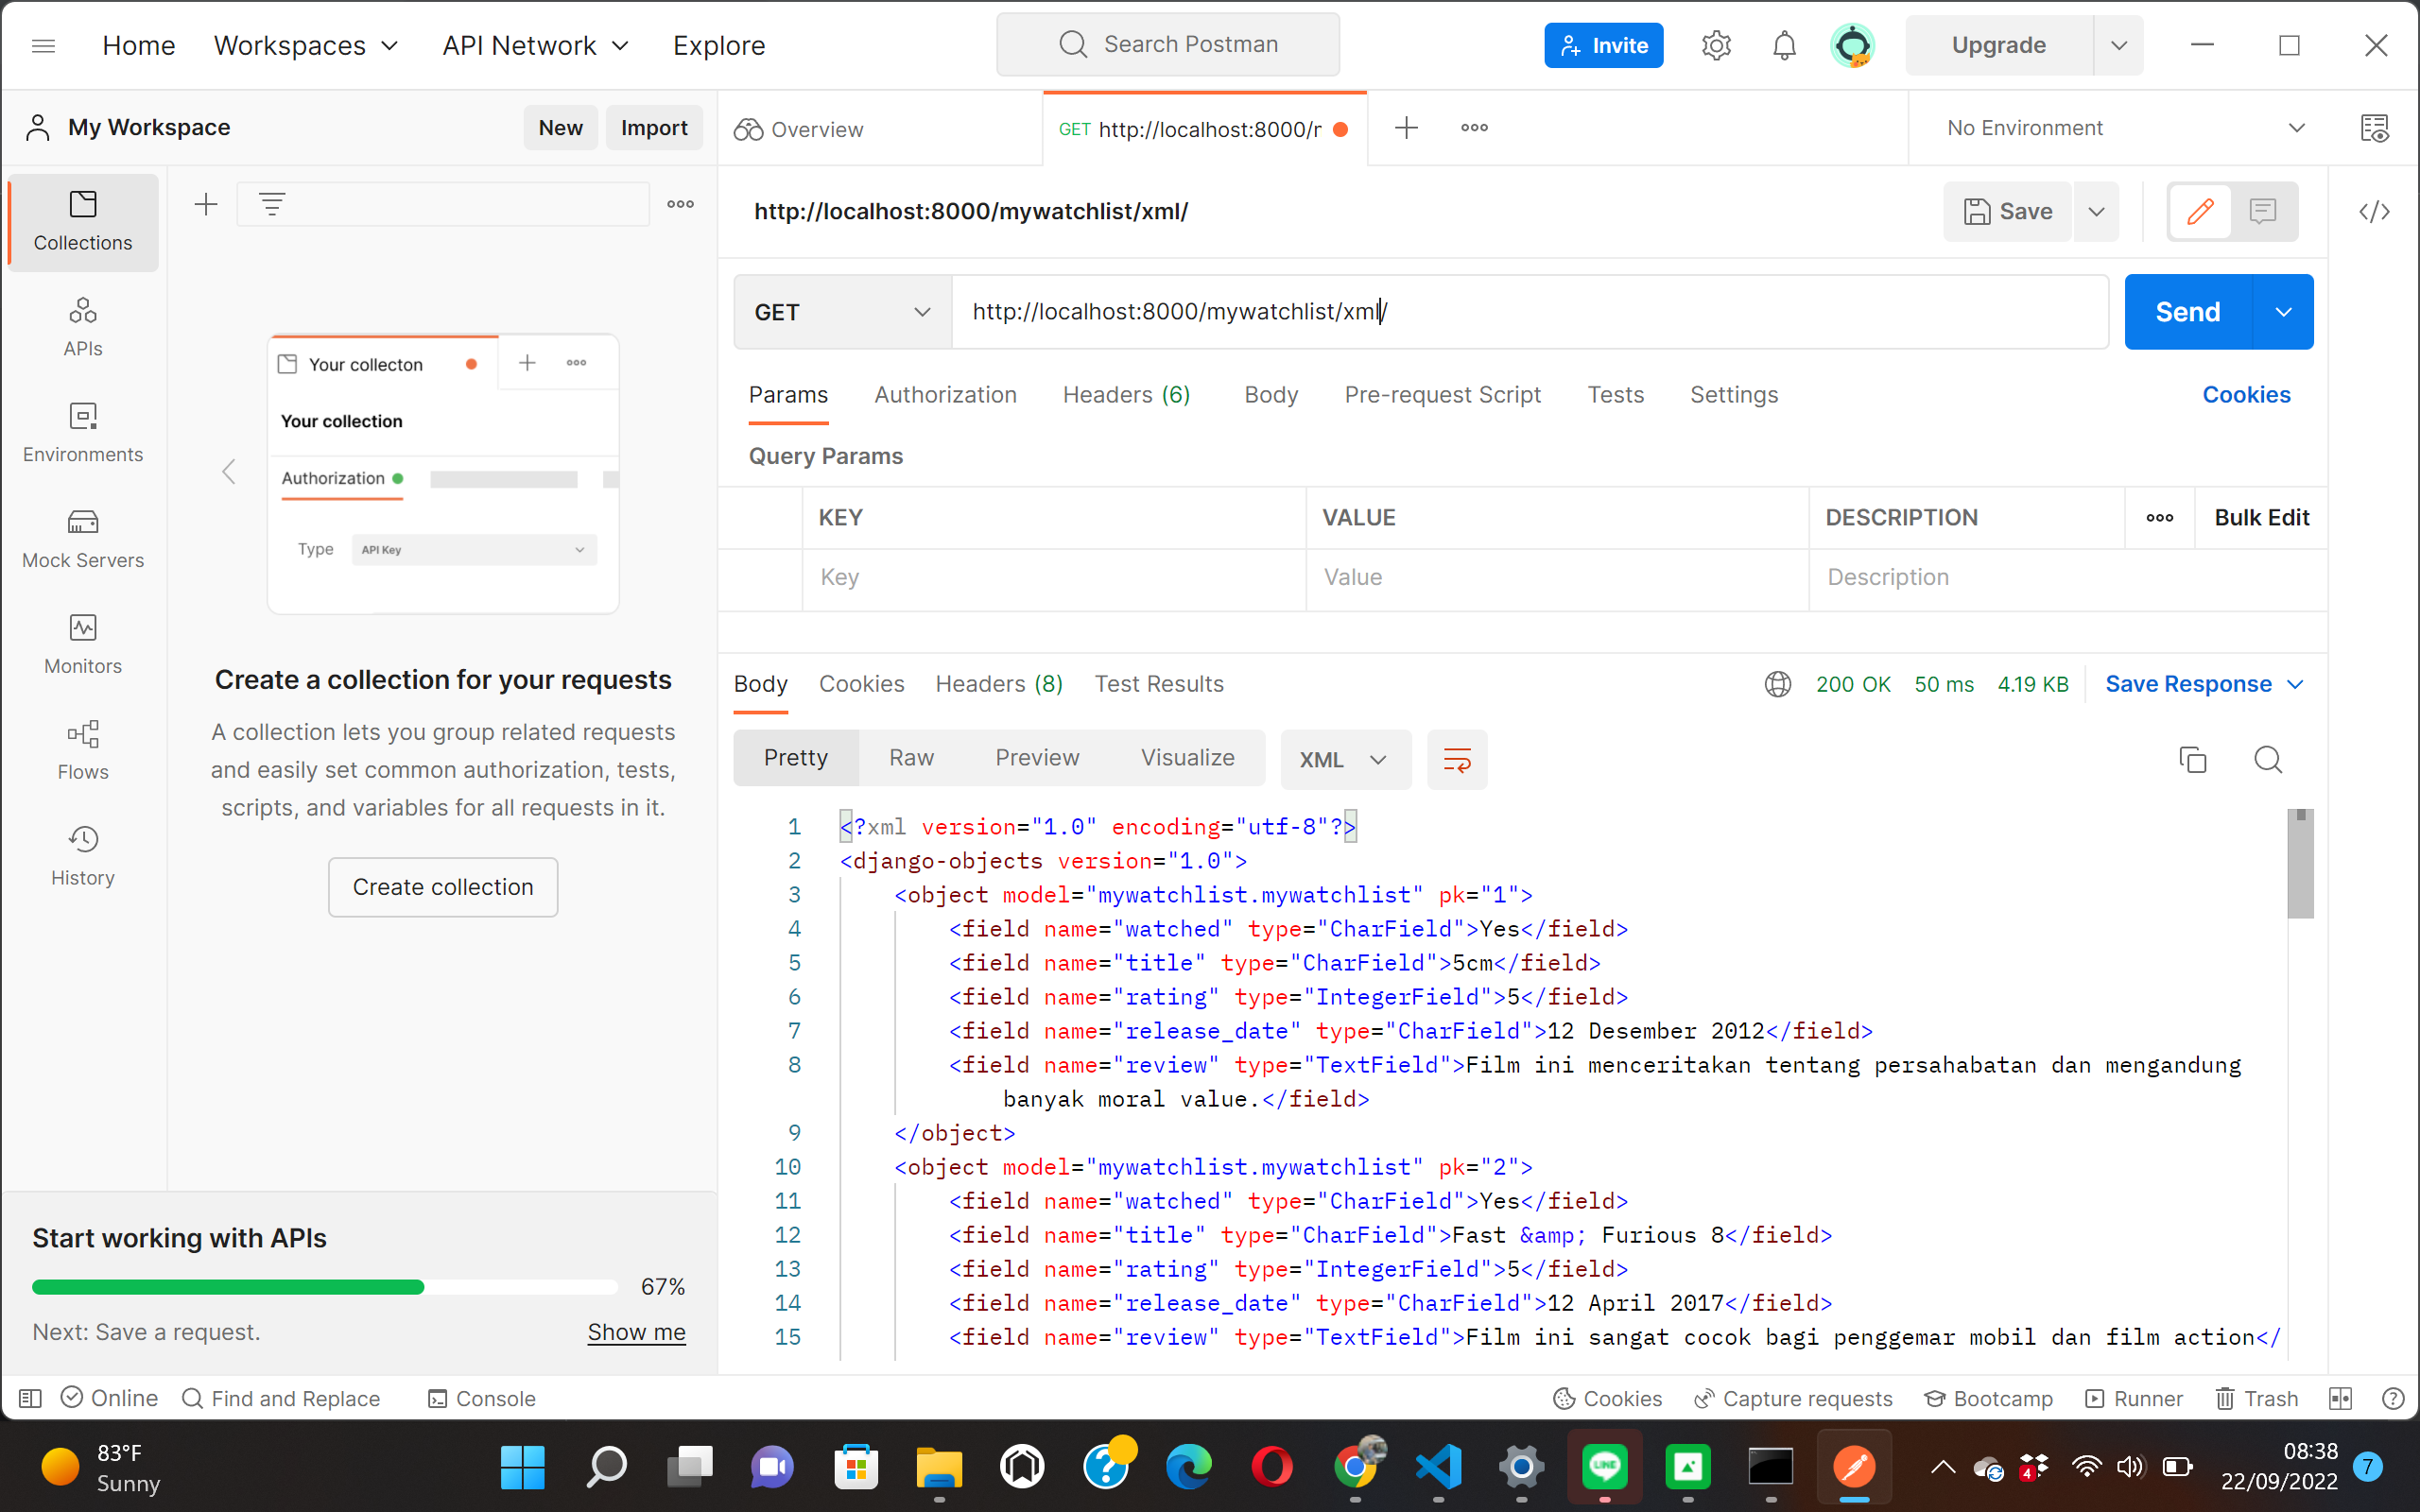 Home Workspaces API Network Explore Search Postman Invite Upgrade
My Workspace New Import Overview GET http://localhost:8000/r No Environment
Collections
APIs
Environments
Mock Servers
Monitors
Flows
History
Your collecton
Your collection
Authorization
Type API Key
Create a collection for your requests
A collection lets you group related requests
and easily set common authorization, tests,
scripts, and variables for all requests in it.
Create collection
Start working with APIs
67%
Next: Save a request. Show me
http://localhost:8000/mywatchlist/xml/ Save
GET http://localhost:8000/mywatchlist/xml/ Send
Params Authorization Headers (6) Body Pre-request Script Tests Settings Cookies
Query Params
KEY VALUE DESCRIPTION Bulk Edit
Key Value Description
Body Cookies Headers (8) Test Results 200 OK 50 ms 4.19 KB Save Response
Pretty Raw Preview Visualize XML
1 <?xml version="1.0" encoding="utf-8"?>
2 <django-objects version="1.0">
3 <object model="mywatchlist.mywatchlist" pk="1">
4 <field name="watched" type="CharField">Yes</field>
5 <field name="title" type="CharField">5cm</field>
6 <field name="rating" type="IntegerField">5</field>
7 <field name="release_date" type="CharField">12 Desember 2012</field>
8 <field name="review" type="TextField">Film ini menceritakan tentang persahabatan dan mengandung
banyak moral value.</field>
9 </object>
10 <object model="mywatchlist.mywatchlist" pk="2">
11 <field name="watched" type="CharField">Yes</field>
12 <field name="title" type="CharField">Fast &amp; Furious 8</field>
13 <field name="rating" type="IntegerField">5</field>
14 <field name="release_date" type="CharField">12 April 2017</field>
15 <field name="review" type="TextField">Film ini sangat cocok bagi penggemar mobil dan film action</
Online Find and Replace Console Cookies Capture requests Bootcamp Runner Trash
83°F
Sunny
LINE
4
08:38
22/09/2022
7